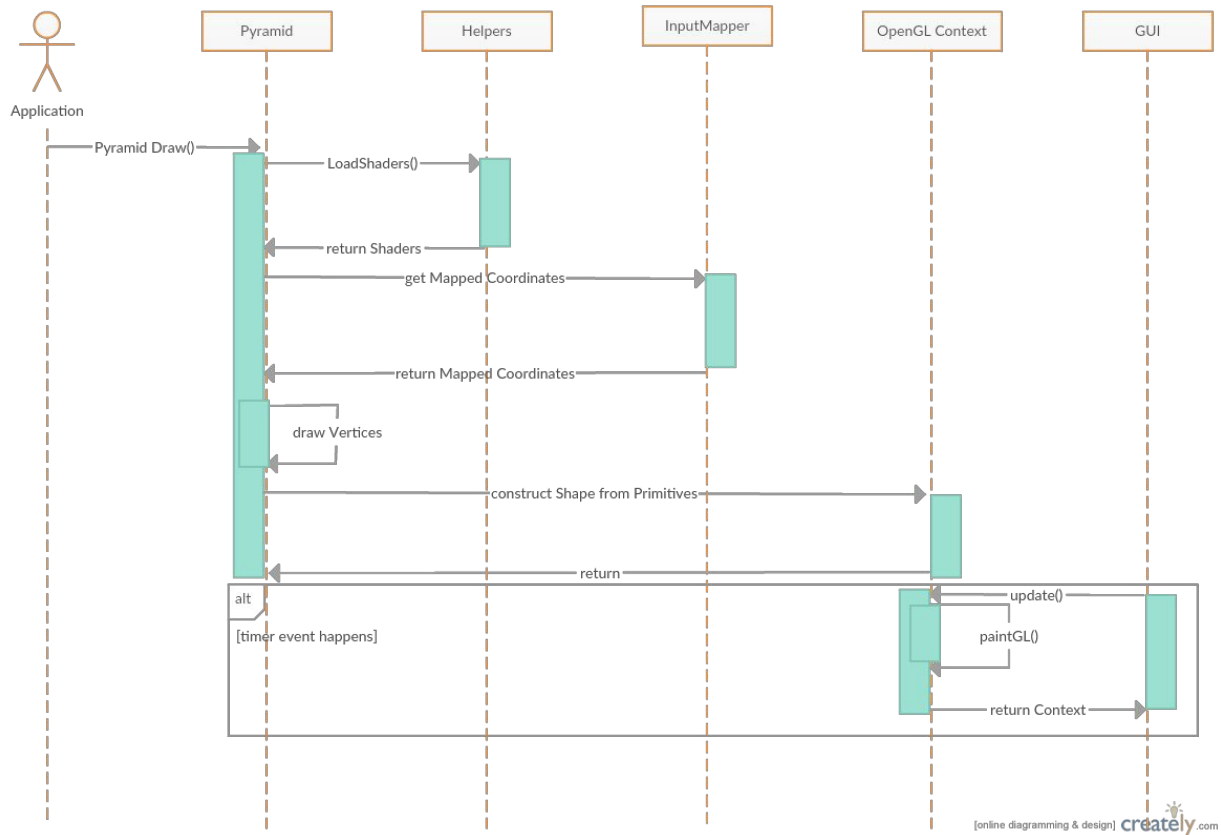 Pyramid
Helpers
InputMapper
OpenGL Context
GUI
Application
Pyramid Draw()
LoadShaders()
return Shaders
get Mapped Coordinates
return Mapped Coordinates
draw Vertices
construct Shape from Primitives
return
alt
update()
[timer event happens]
paintGL()
return Context
[online diagramming & design] creately.com